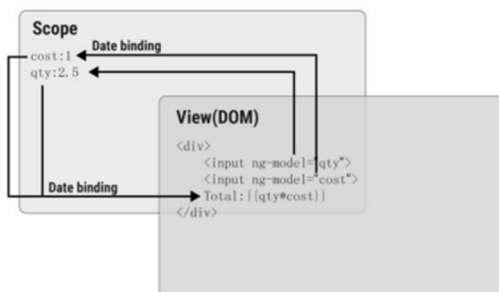 Scope
Date binding
cost:1
qty:2.5
View(DOM)
<div>
<input ng-model="qty">
<input ng-model="cost">
Date binding
Total:{{qty*cost}}
</div>